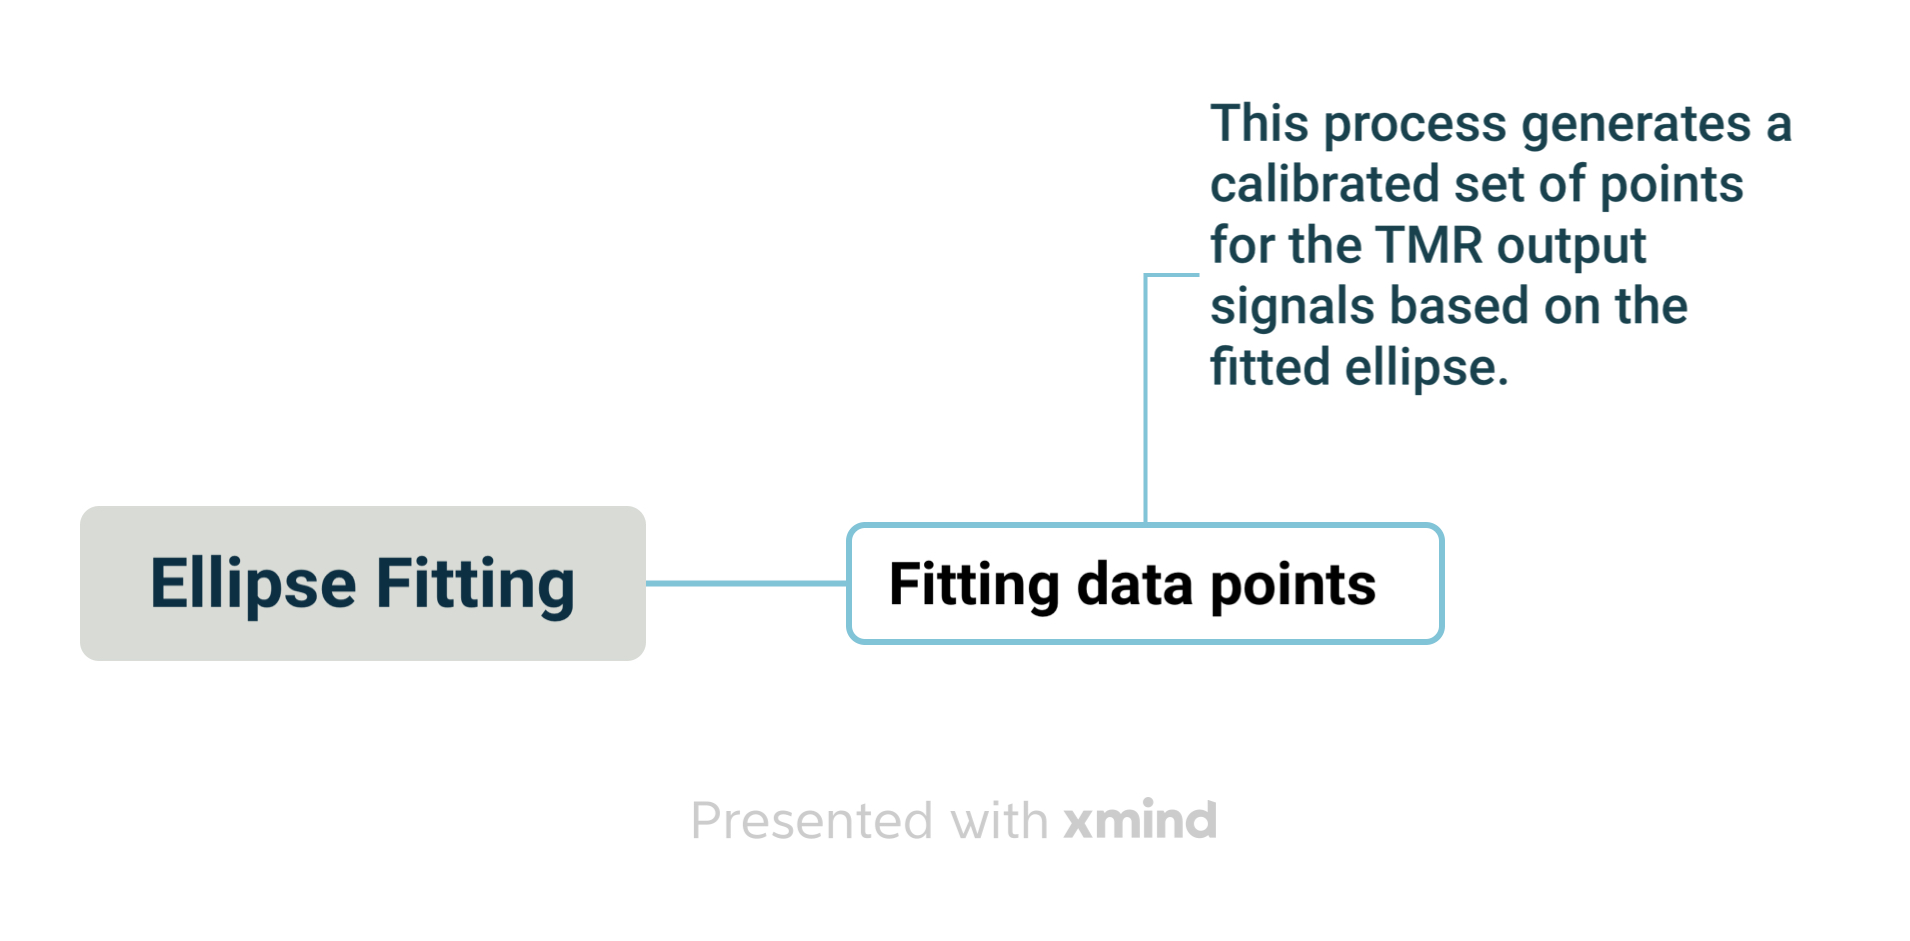 This process generates a
calibrated set of points
for the TMR output
signals based on the
fitted ellipse.
Ellipse Fitting
Fitting data points
Presented with xmind